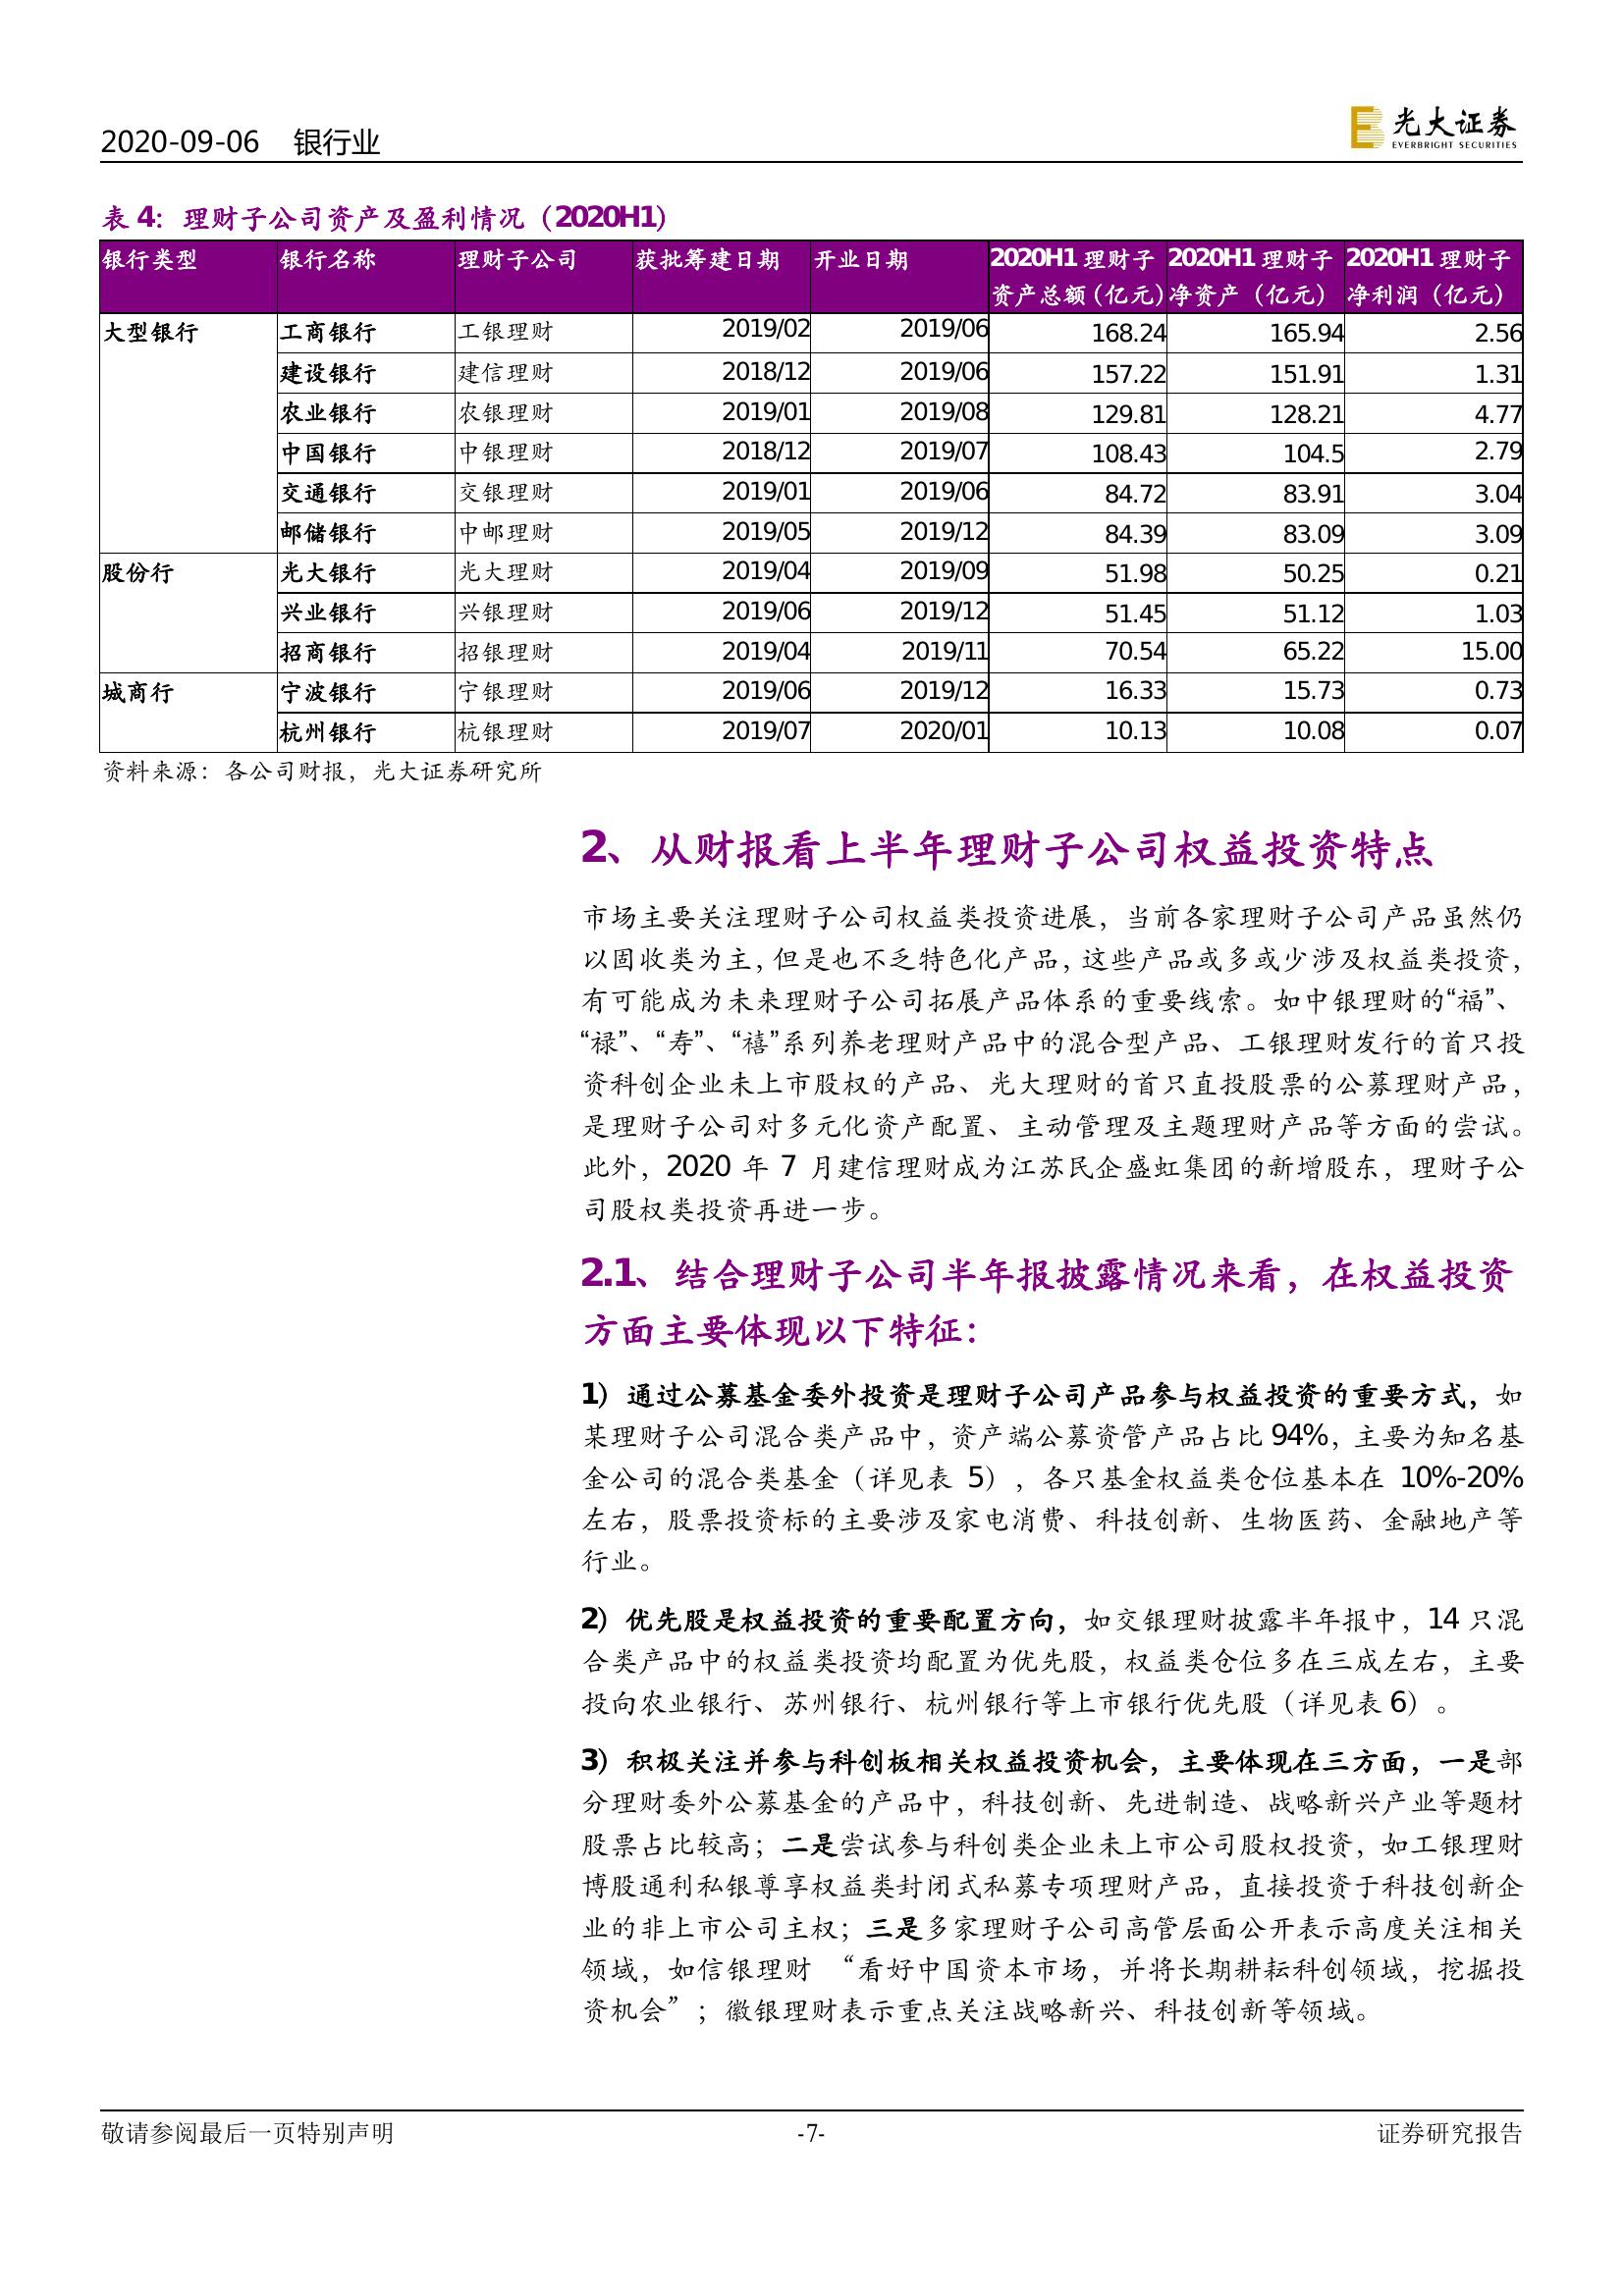 2020-09-06 银行业
光大证券
EVERBRIGHT SECURITIES
表 4：理财子公司资产及盈利情况（2020H1）
银行类型 银行名称 理财子公司 获批筹建日期 开业日期 2020H1 理财子资产总额（亿元） 2020H1 理财子净资产（亿元） 2020H1 理财子净利润（亿元）
大型银行 工商银行 工银理财 2019/02 2019/06 168.24 165.94 2.56
建设银行 建信理财 2018/12 2019/06 157.22 151.91 1.31
农业银行 农银理财 2019/01 2019/08 129.81 128.21 4.77
中国银行 中银理财 2018/12 2019/07 108.43 104.5 2.79
交通银行 交银理财 2019/01 2019/06 84.72 83.91 3.04
邮储银行 中邮理财 2019/05 2019/12 84.39 83.09 3.09
股份行 光大银行 光大理财 2019/04 2019/09 51.98 50.25 0.21
兴业银行 兴银理财 2019/06 2019/12 51.45 51.12 1.03
招商银行 招银理财 2019/04 2019/11 70.54 65.22 15.00
城商行 宁波银行 宁银理财 2019/06 2019/12 16.33 15.73 0.73
杭州银行 杭银理财 2019/07 2020/01 10.13 10.08 0.07
资料来源：各公司财报，光大证券研究所
2、从财报看上半年理财子公司权益投资特点
市场主要关注理财子公司权益类投资进展，当前各家理财子公司产品虽然仍
以固收类为主，但是也不乏特色化产品，这些产品或多或少涉及权益类投资，
有可能成为未来理财子公司拓展产品体系的重要线索。如中银理财的“福”、
“禄”、“寿”、“禧”系列养老理财产品中的混合型产品、工银理财发行的首只投
资科创企业未上市股权的产品、光大理财的首只直投股票的公募理财产品，
是理财子公司对多元化资产配置、主动管理及主题理财产品等方面的尝试。
此外，2020 年 7 月建信理财成为江苏民企盛虹集团的新增股东，理财子公
司股权类投资再进一步。
2.1、结合理财子公司半年报披露情况来看，在权益投资
方面主要体现以下特征：
1）通过公募基金委外投资是理财子公司产品参与权益投资的重要方式，如
某理财子公司混合类产品中，资产端公募资管产品占比 94%，主要为知名基
金公司的混合类基金（详见表 5），各只基金权益类仓位基本在 10%-20%
左右，股票投资标的主要涉及家电消费、科技创新、生物医药、金融地产等
行业。
2）优先股是权益投资的重要配置方向，如交银理财披露半年报中，14 只混
合类产品中的权益类投资均配置为优先股，权益类仓位多在三成左右，主要
投向农业银行、苏州银行、杭州银行等上市银行优先股（详见表 6）。
3）积极关注并参与科创板相关权益投资机会，主要体现在三方面，一是部
分理财委外公募基金的产品中，科技创新、先进制造、战略新兴产业等题材
股票占比较高；二是尝试参与科创类企业未上市公司股权投资，如工银理财
博股通利私银尊享权益类封闭式私募专项理财产品，直接投资于科技创新企
业的非上市公司主权；三是多家理财子公司高管层面公开表示高度关注相关
领域，如信银理财 “看好中国资本市场，并将长期耕耘科创领域，挖掘投
资机会”；徽银理财表示重点关注战略新兴、科技创新等领域。
敬请参阅最后一页特别声明 -7- 证券研究报告